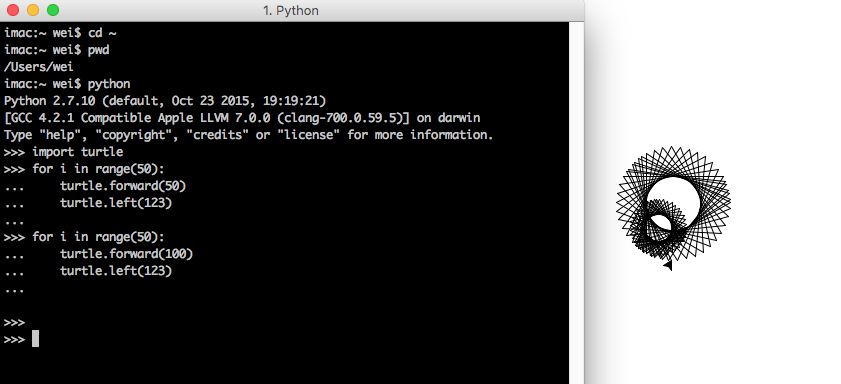 1. Python
imac:~ wei$ cd ~
imac:~ wei$ pwd
/Users/wei
imac:~ wei$ python
Python 2.7.10 (default, Oct 23 2015, 19:19:21)
[GCC 4.2.1 Compatible Apple LLVM 7.0.0 (clang-700.0.59.5)] on darwin
Type "help", "copyright", "credits" or "license" for more information.
>>> import turtle
>>> for i in range(50):
...     turtle.forward(50)
...     turtle.left(123)
...
>>> for i in range(50):
...     turtle.forward(100)
...     turtle.left(123)
...
>>>
>>>